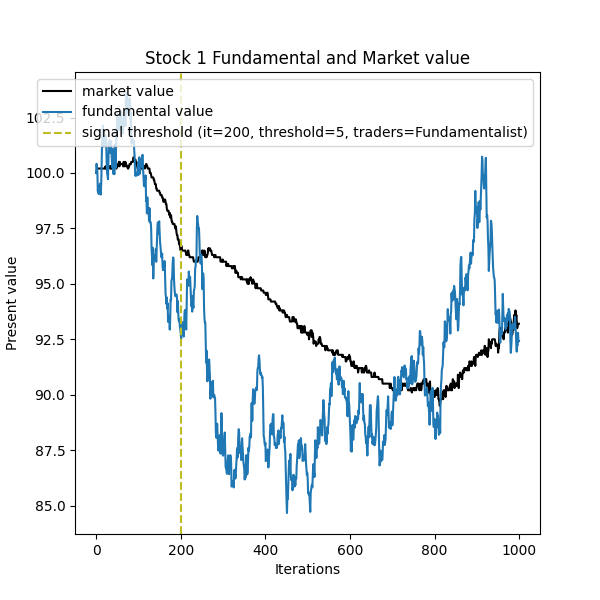 Stock 1 Fundamental and Market value
market value
fundamental value
signal threshold (it=200, threshold=5, traders=Fundamentalist)
102.5
100.0
97.5
95.0
92.5
90.0
87.5
85.0
Present value
0 200 400 600 800 1000
Iterations